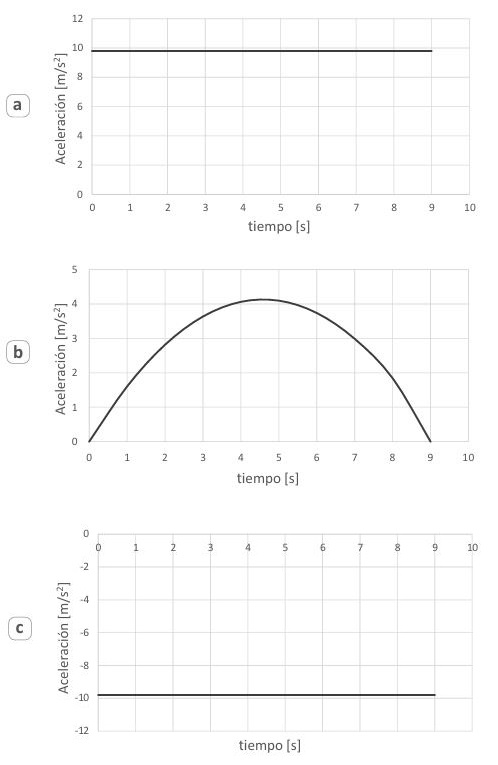 12
10
8
6
4
2
0
Aceleración [m/s²]
a
0 1 2 3 4 5 6 7 8 9 10
tiempo [s]
5
4
3
2
1
0
Aceleración [m/s²]
b
0 1 2 3 4 5 6 7 8 9 10
tiempo [s]
0
0 1 2 3 4 5 6 7 8 9 10
-2
-4
-6
-8
-10
-12
Aceleración [m/s²]
c
tiempo [s]